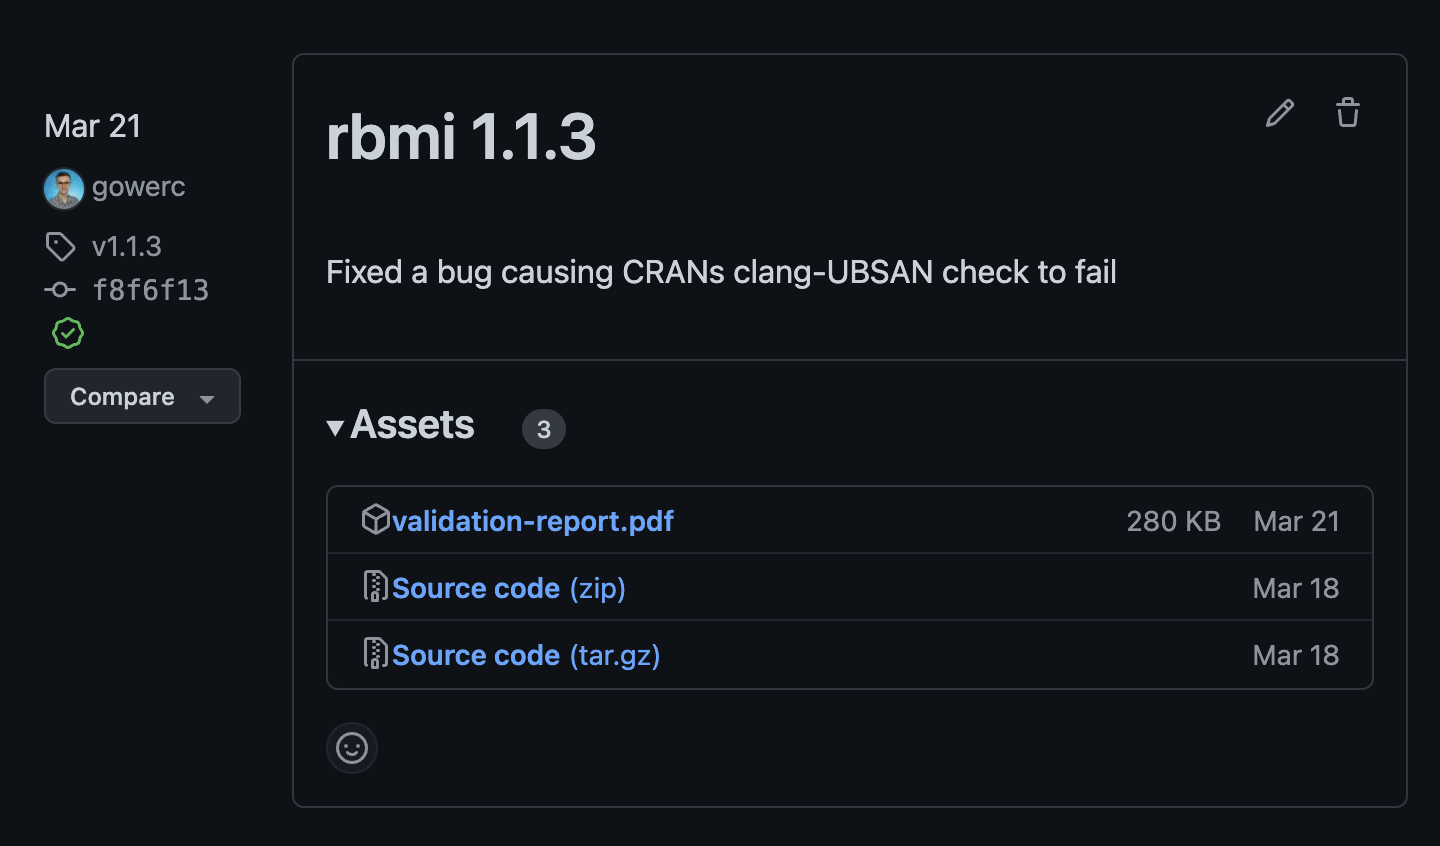 Mar 21
gowerc
v1.1.3
f8f6f13
Compare
rbmi 1.1.3
Fixed a bug causing CRANs clang-UBSAN check to fail
Assets 3
validation-report.pdf 280 KB Mar 21
Source code (zip) Mar 18
Source code (tar.gz) Mar 18